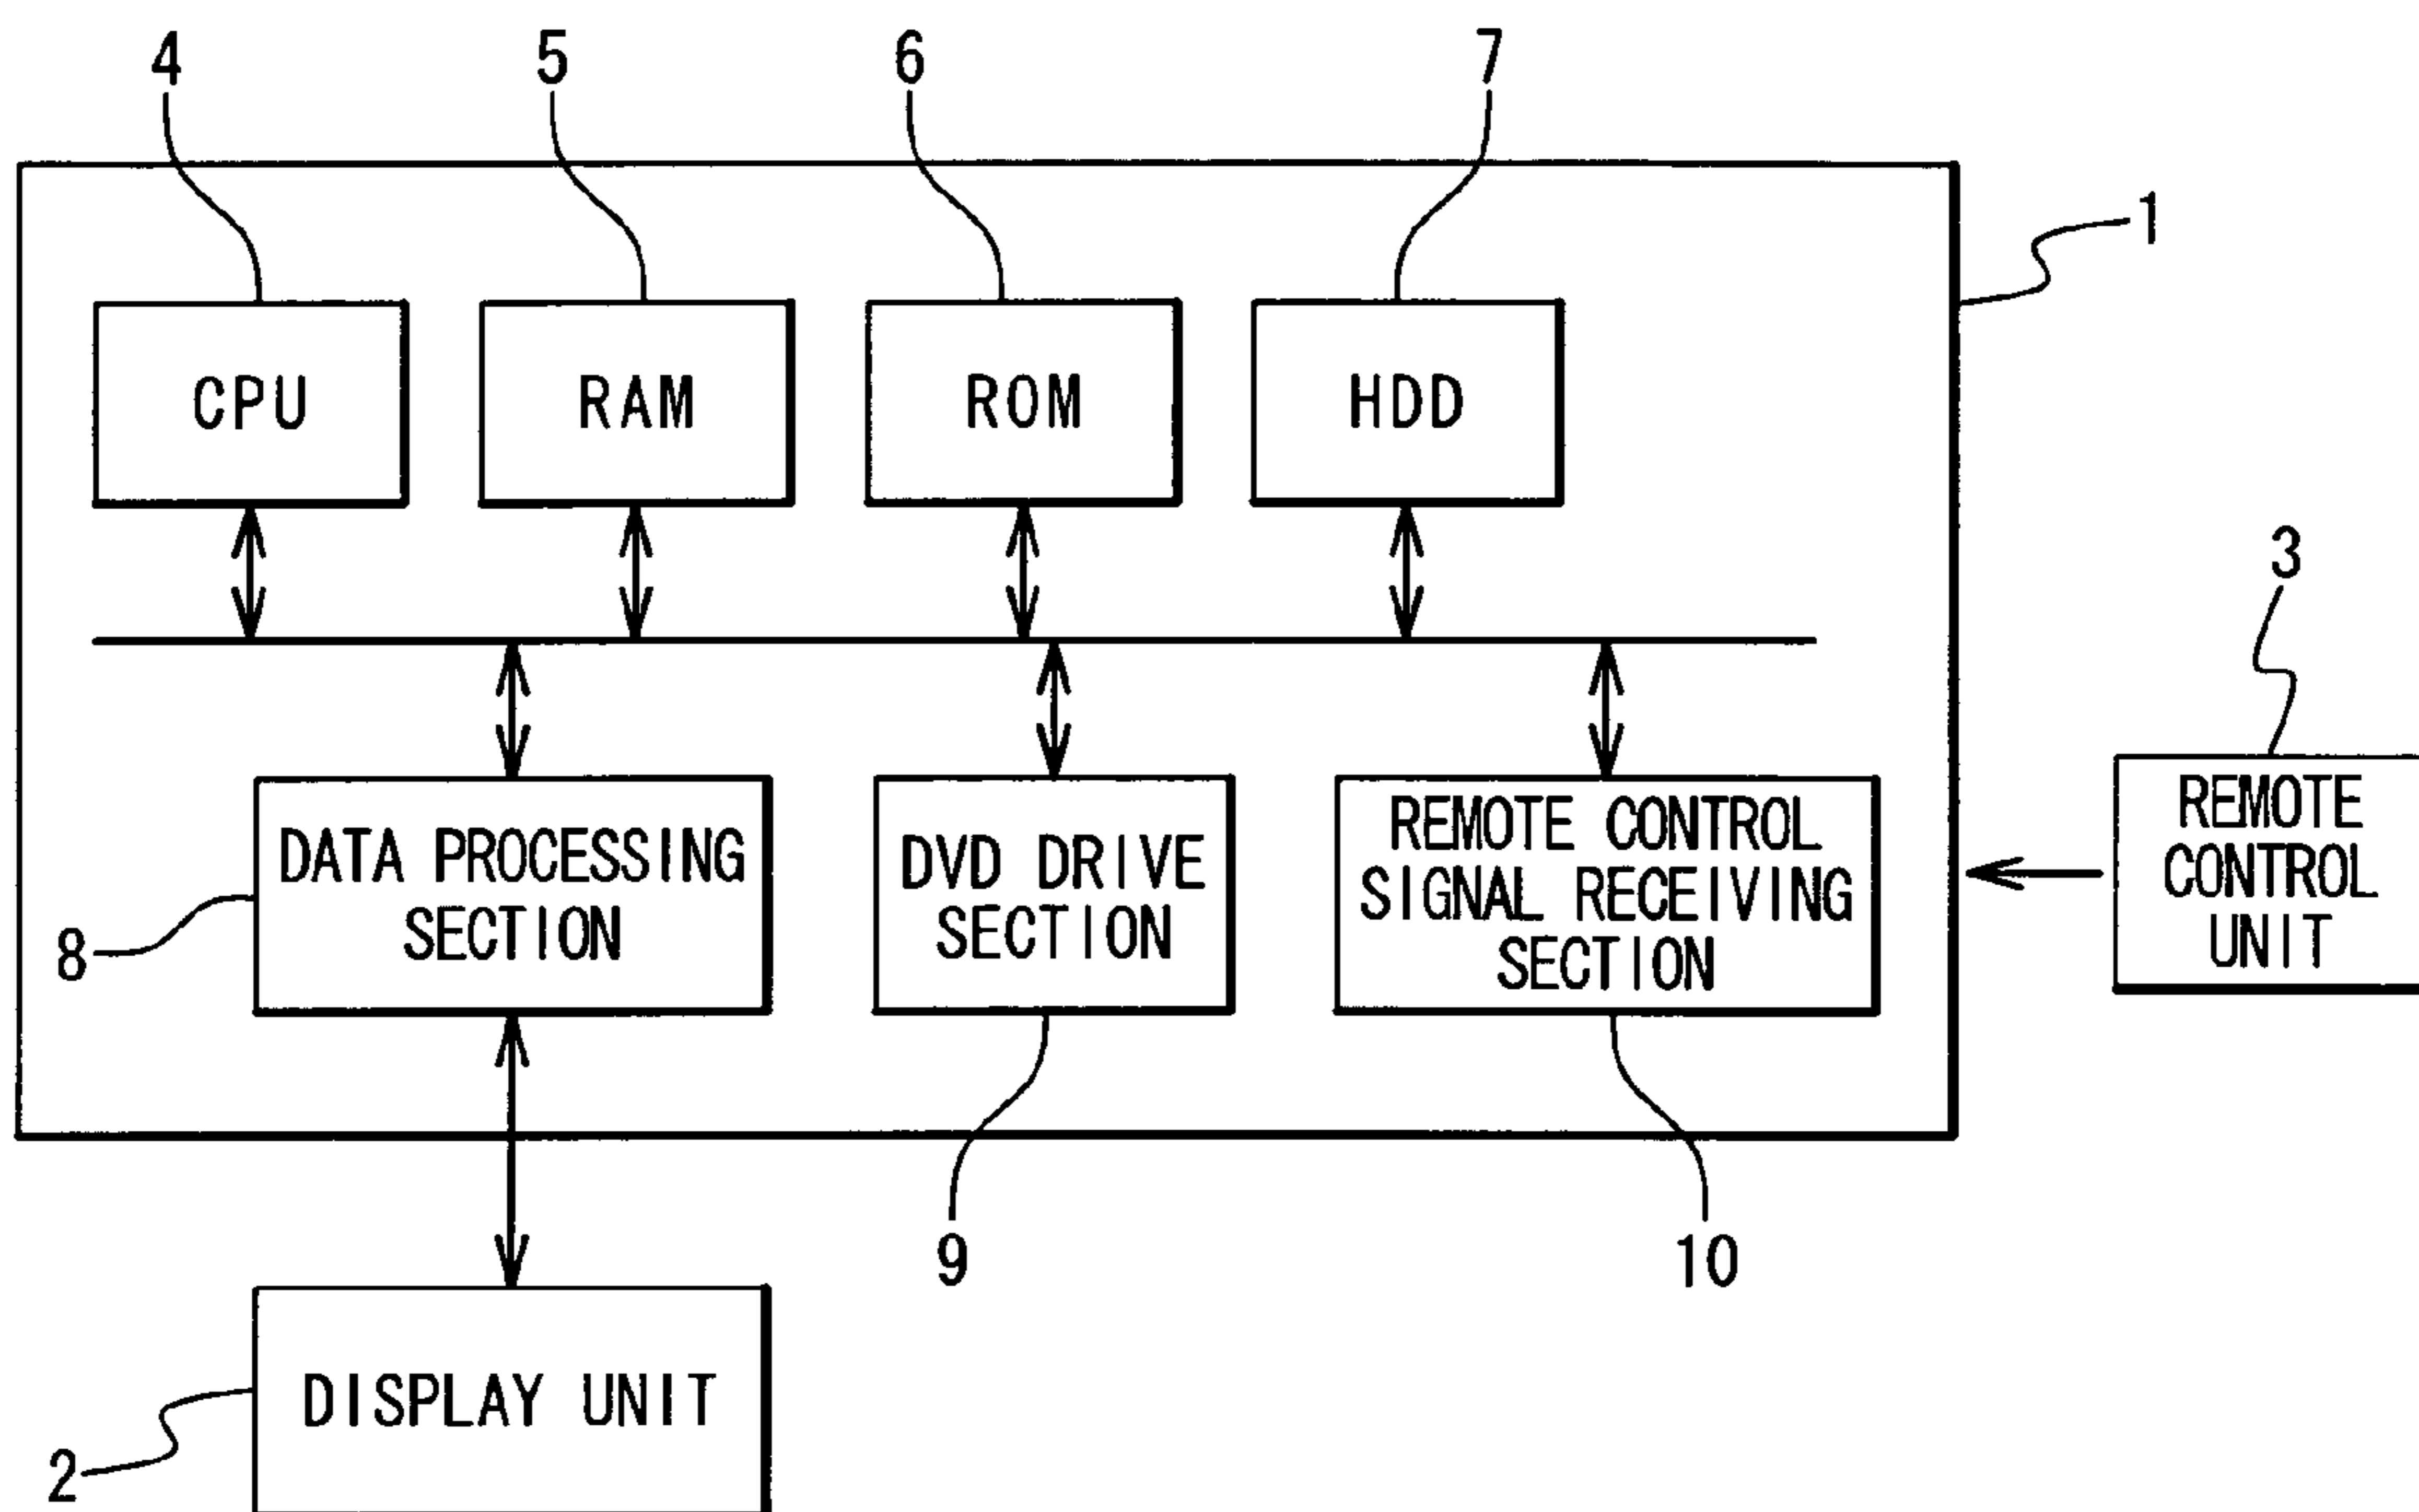 4
5
6
7
1
CPU
RAM
ROM
HDD
3
DATA PROCESSING
SECTION
DVD DRIVE
SECTION
REMOTE CONTROL
SIGNAL RECEIVING
SECTION
REMOTE
CONTROL
UNIT
8
9
10
DISPLAY UNIT
2